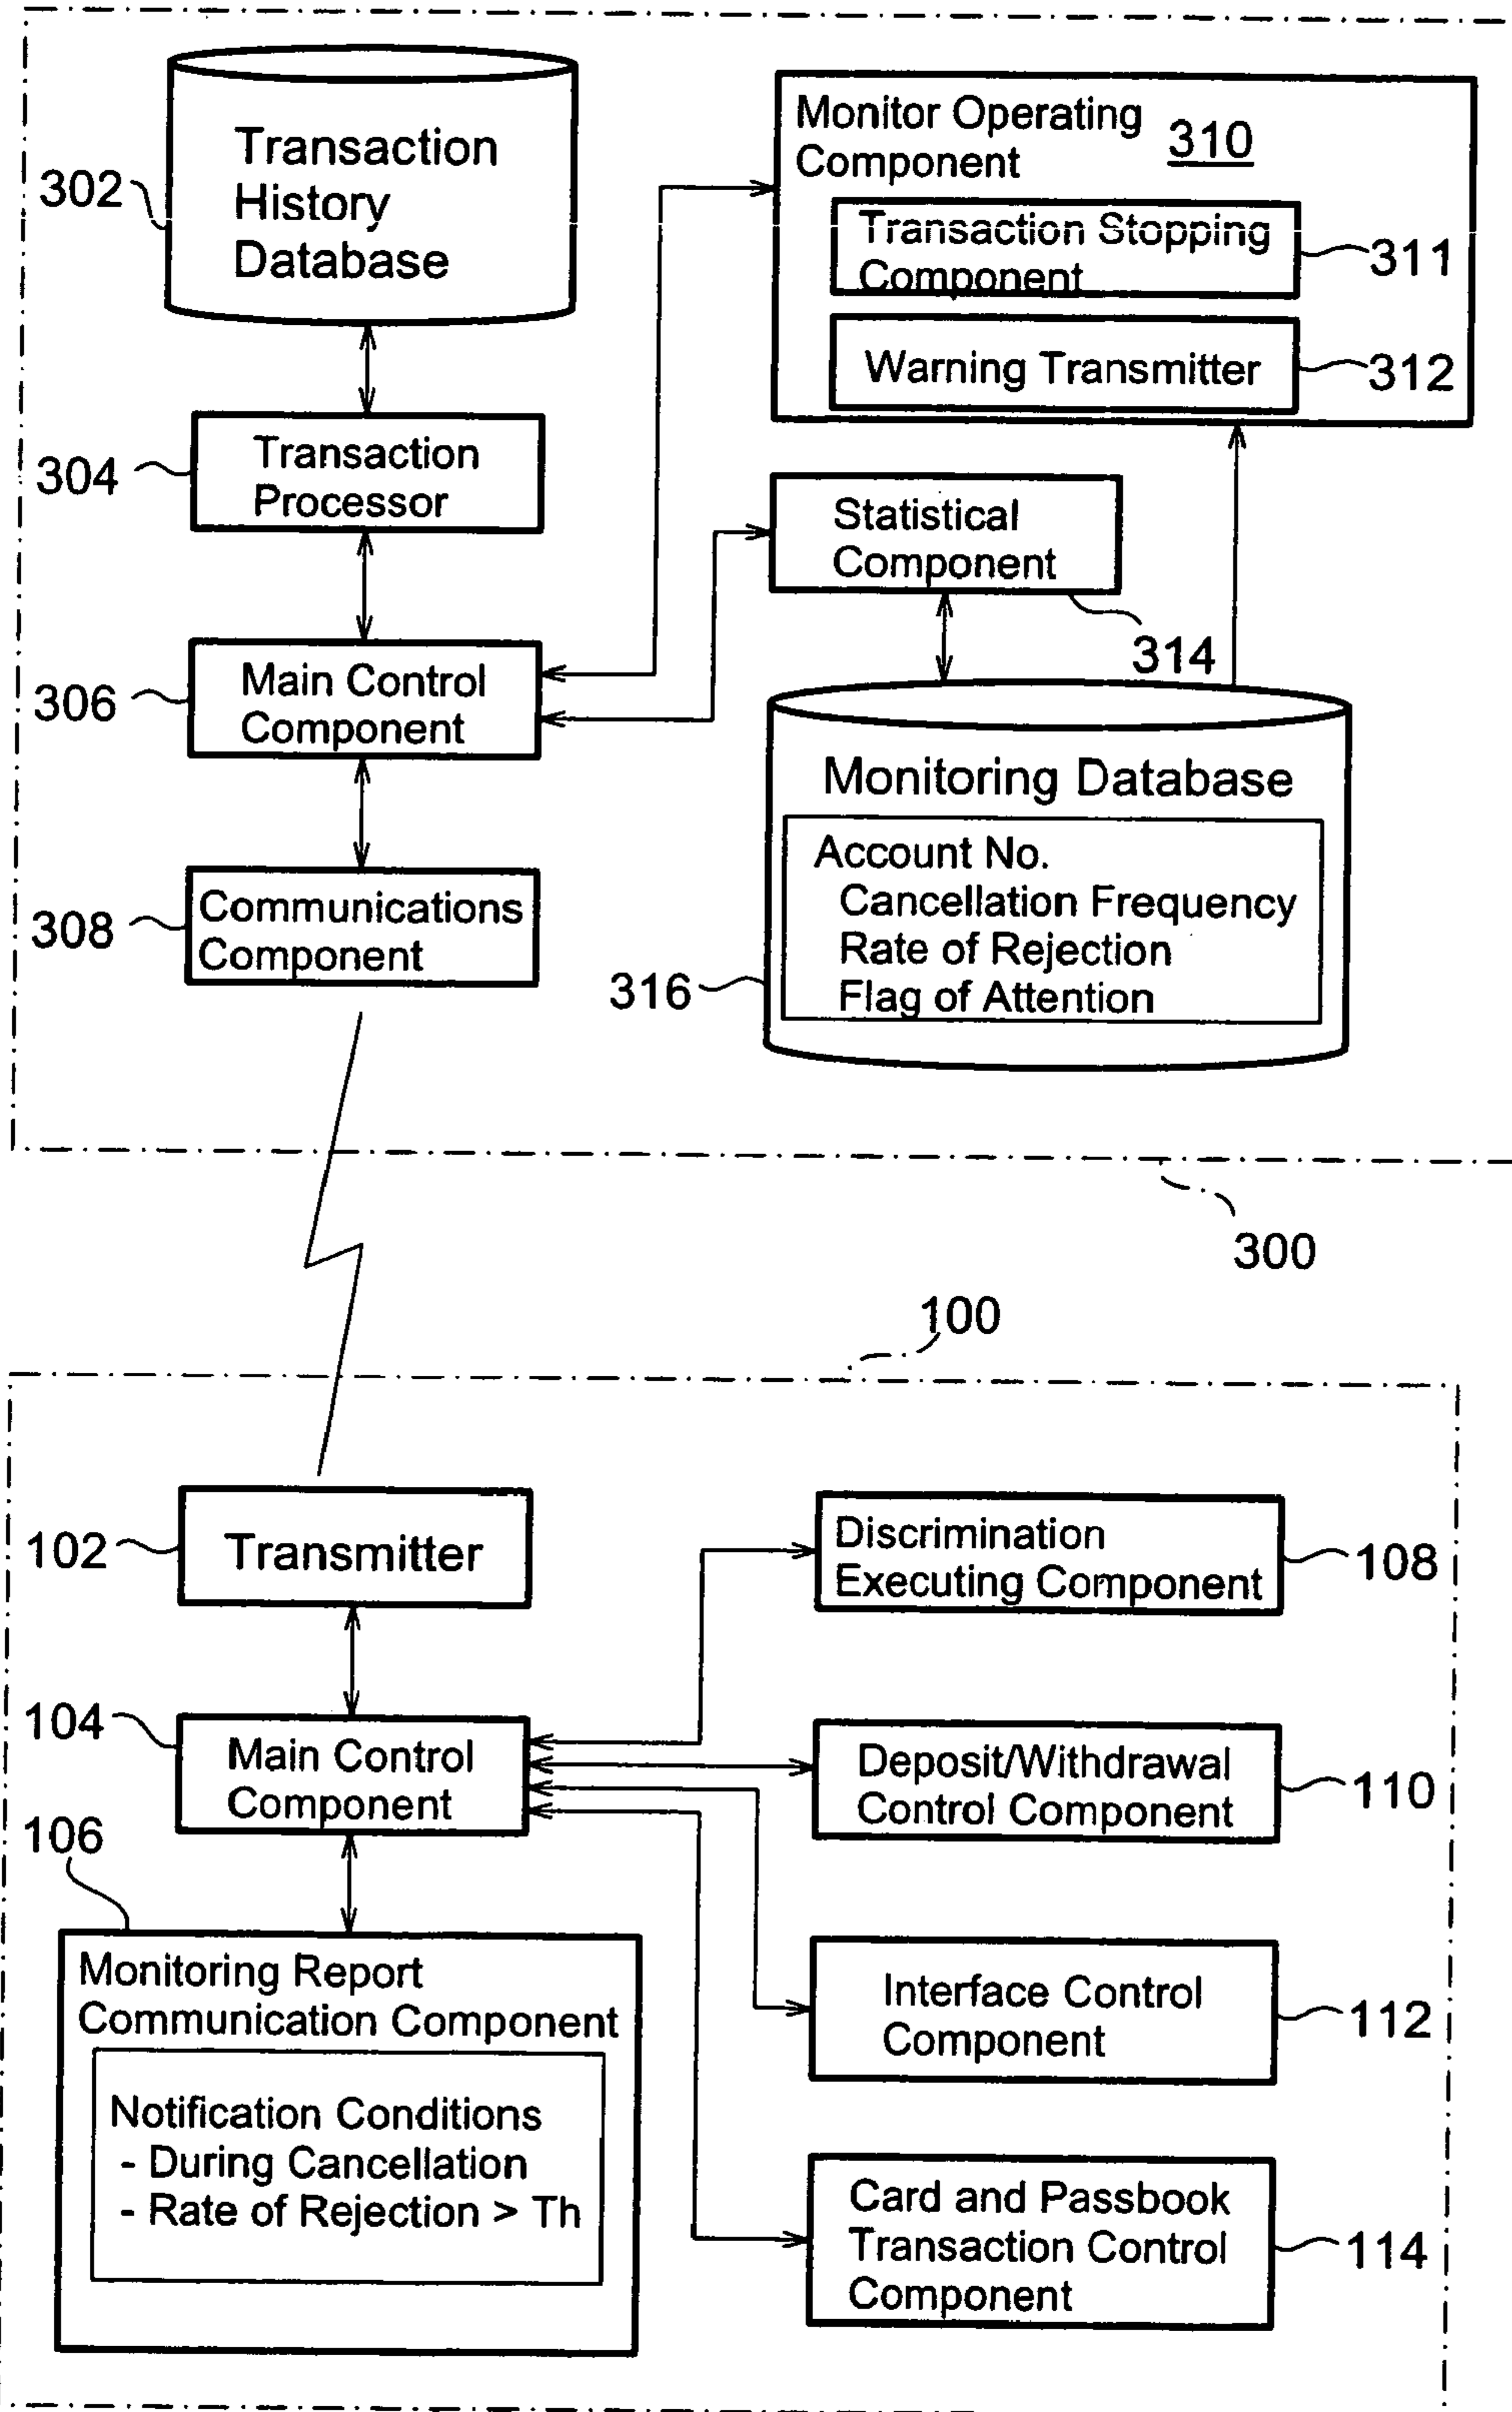 Transaction
History
Database
302
Monitor Operating
Component
310
Transaction Stopping
Component
311
Warning Transmitter
312
304
Transaction
Processor
Statistical
Component
314
306
Main Control
Component
Monitoring Database
Account No.
Cancellation Frequency
Rate of Rejection
Flag of Attention
316
308
Communications
Component
300
100
102
Transmitter
Discrimination
Executing Component
108
104
Main Control
Component
Deposit/Withdrawal
Control Component
110
106
Monitoring Report
Communication Component
Notification Conditions
- During Cancellation
- Rate of Rejection > Th
Interface Control
Component
112
Card and Passbook
Transaction Control
Component
114